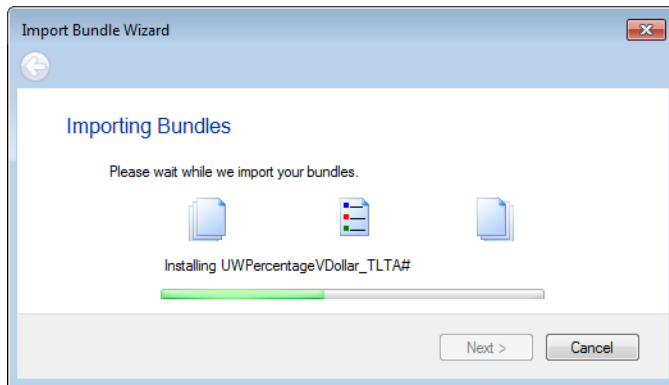 Import Bundle Wizard
Importing Bundles
Please wait while we import your bundles.
Installing UWPercentageVDollar_TLTA#
Next >
Cancel